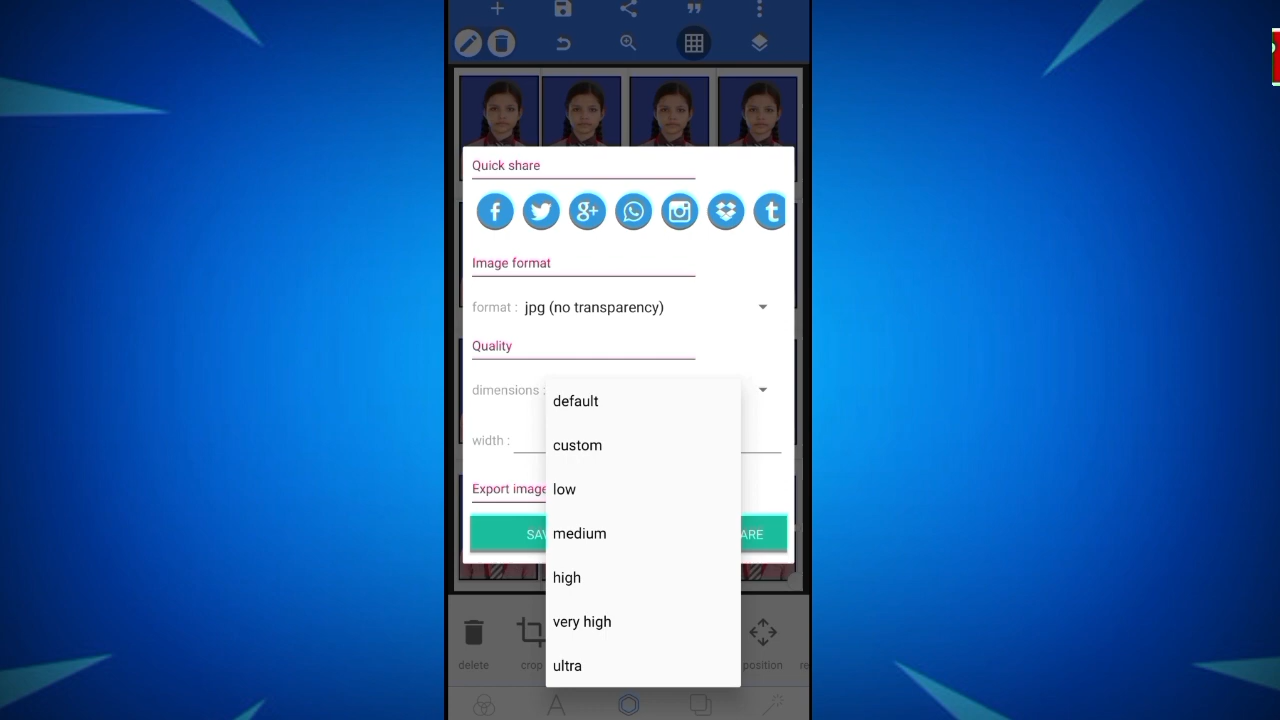 Quick share
Image format
format : jpg (no transparency)
Quality
dimensions :
default
custom
width :
low
Export image
medium
high
very high
ultra
delete
crop
position